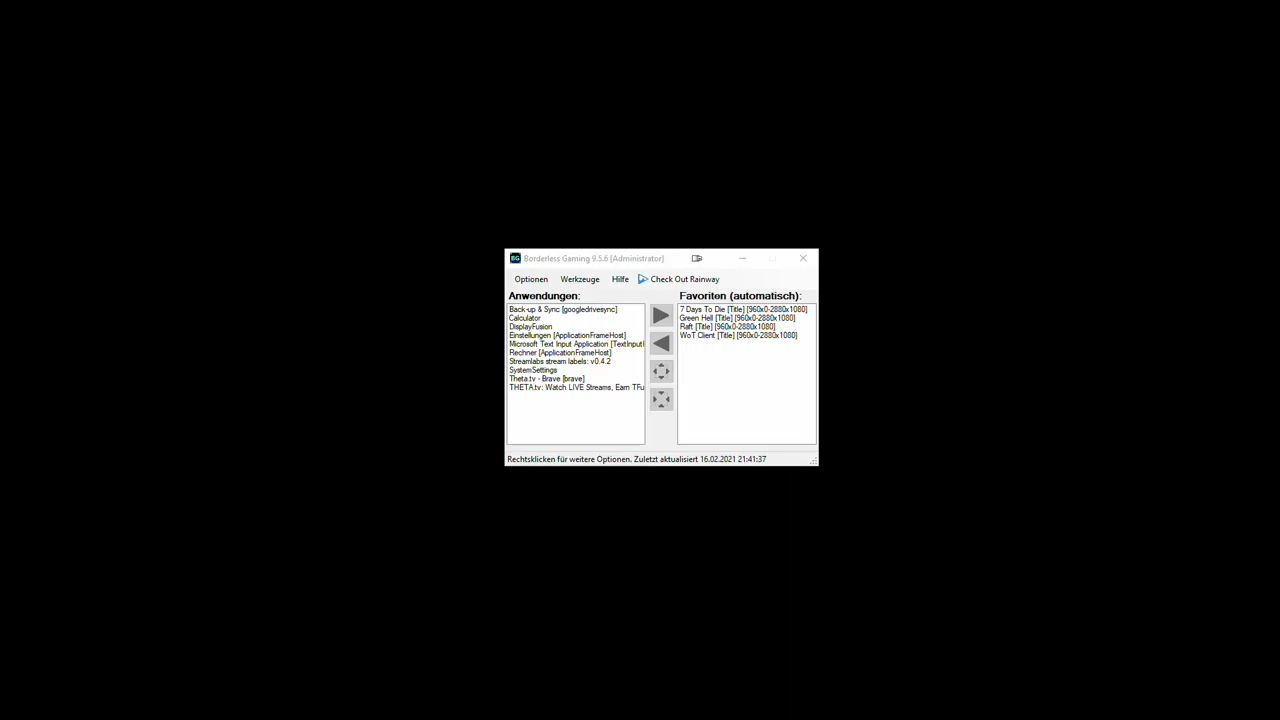 BG Borderless Gaming 9.5.6 [Administrator]
Optionen Werkzeuge Hilfe Check Out Rainway
Anwendungen:
Back-up & Sync [googledrivesync]
Calculator
DisplayFusion
Einstellungen [ApplicationFrameHost]
Microsoft Text Input Application [TextInputI
Rechner [ApplicationFrameHost]
Streamlabs stream labels: v0.4.2
SystemSettings
Theta.tv - Brave [brave]
THETA.tv: Watch LIVE Streams, Earn TFu
Favoriten (automatisch):
7 Days To Die [Title] [960x0-2880x1080]
Green Hell [Title] [960x0-2880x1080]
Raft [Title] [960x0-2880x1080]
WoT Client [Title] [960x0-2880x1080]
Rechtsklicken für weitere Optionen. Zuletzt aktualisiert 16.02.2021 21:41:37